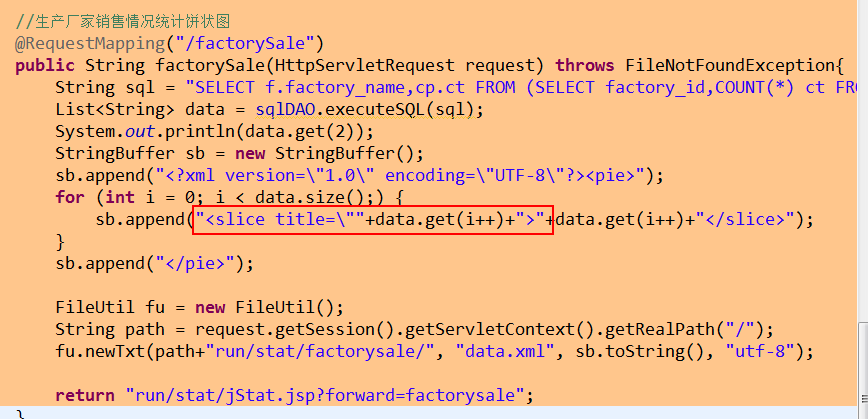 //生产厂家销售情况统计饼状图
@RequestMapping("/factorySale")
public String factorySale(HttpServletRequest request) throws FileNotFoundException{
String sql = "SELECT f.factory_name,cp.ct FROM (SELECT factory_id,COUNT(*) ct FRO
List<String> data = sqlDAO.executeSQL(sql);
System.out.println(data.get(2));
StringBuffer sb = new StringBuffer();
sb.append("<?xml version=\"1.0\" encoding=\"UTF-8\"?><pie>");
for (int i = 0; i < data.size();) {
sb.append("<slice title=\""+data.get(i++)+">"+data.get(i++)+"</slice>");
}
sb.append("</pie>");
FileUtil fu = new FileUtil();
String path = request.getSession().getServletContext().getRealPath("/");
fu.newTxt(path+"run/stat/factorysale/", "data.xml", sb.toString(), "utf-8");
return "run/stat/jStat.jsp?forward=factorysale";
}